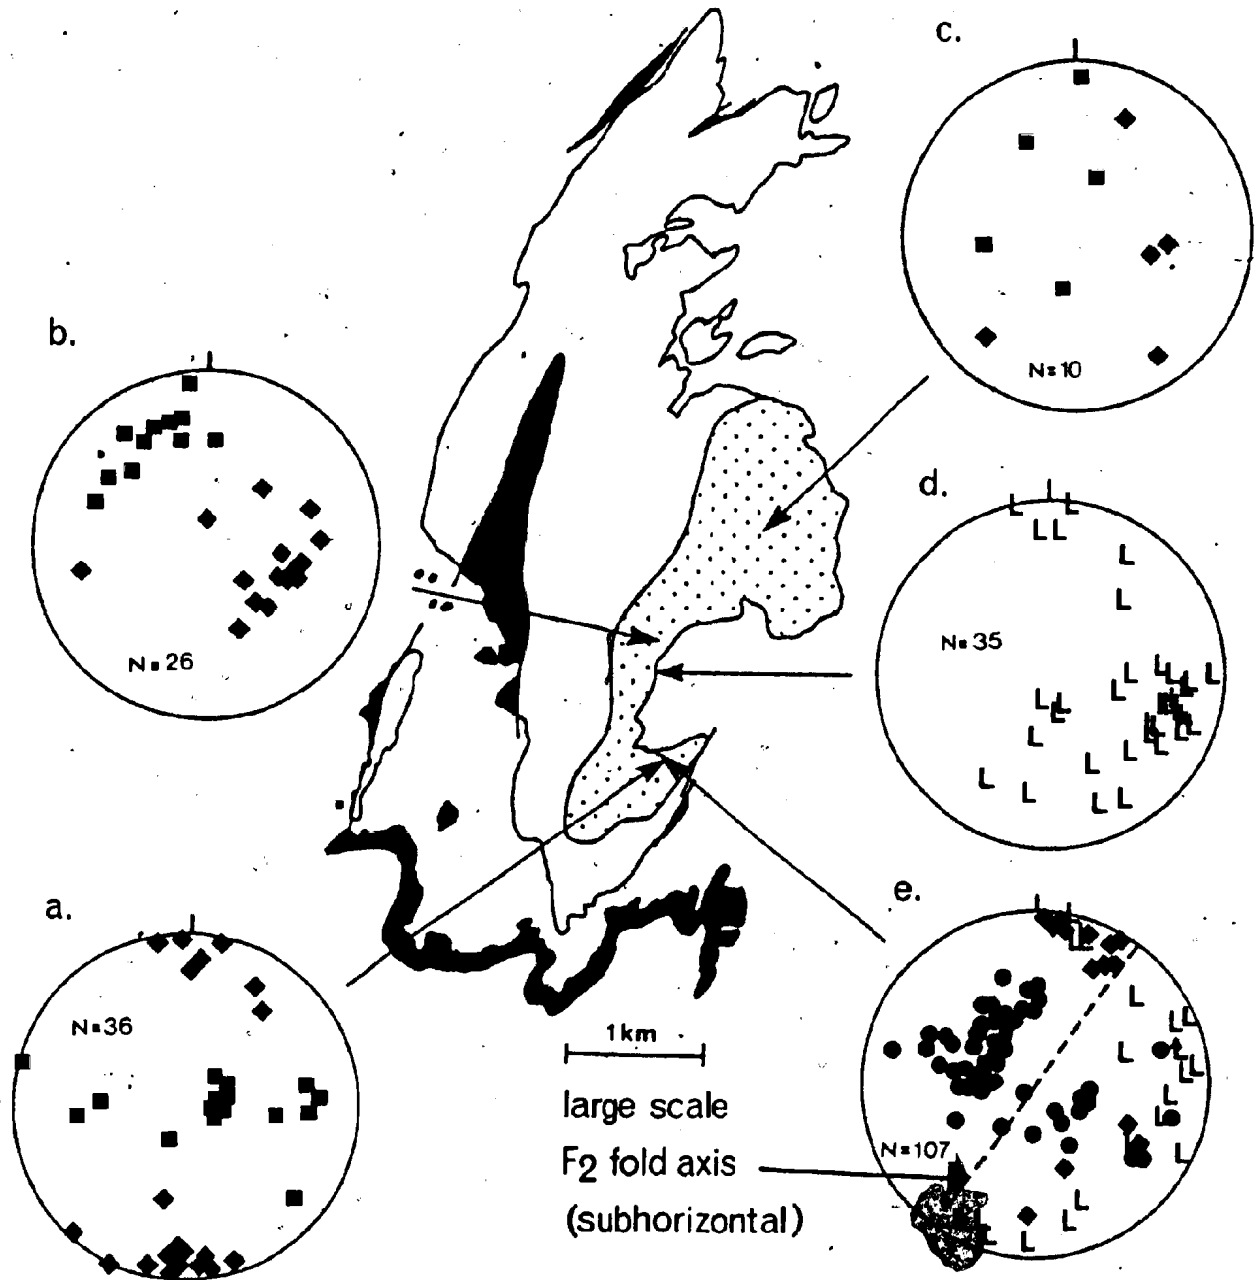 c.
N=10
b.
N=26
d.
L L
L L
L
L
N=35
a.
N=36
e.
N=107
1km
large scale
F2 fold axis
(subhorizontal)